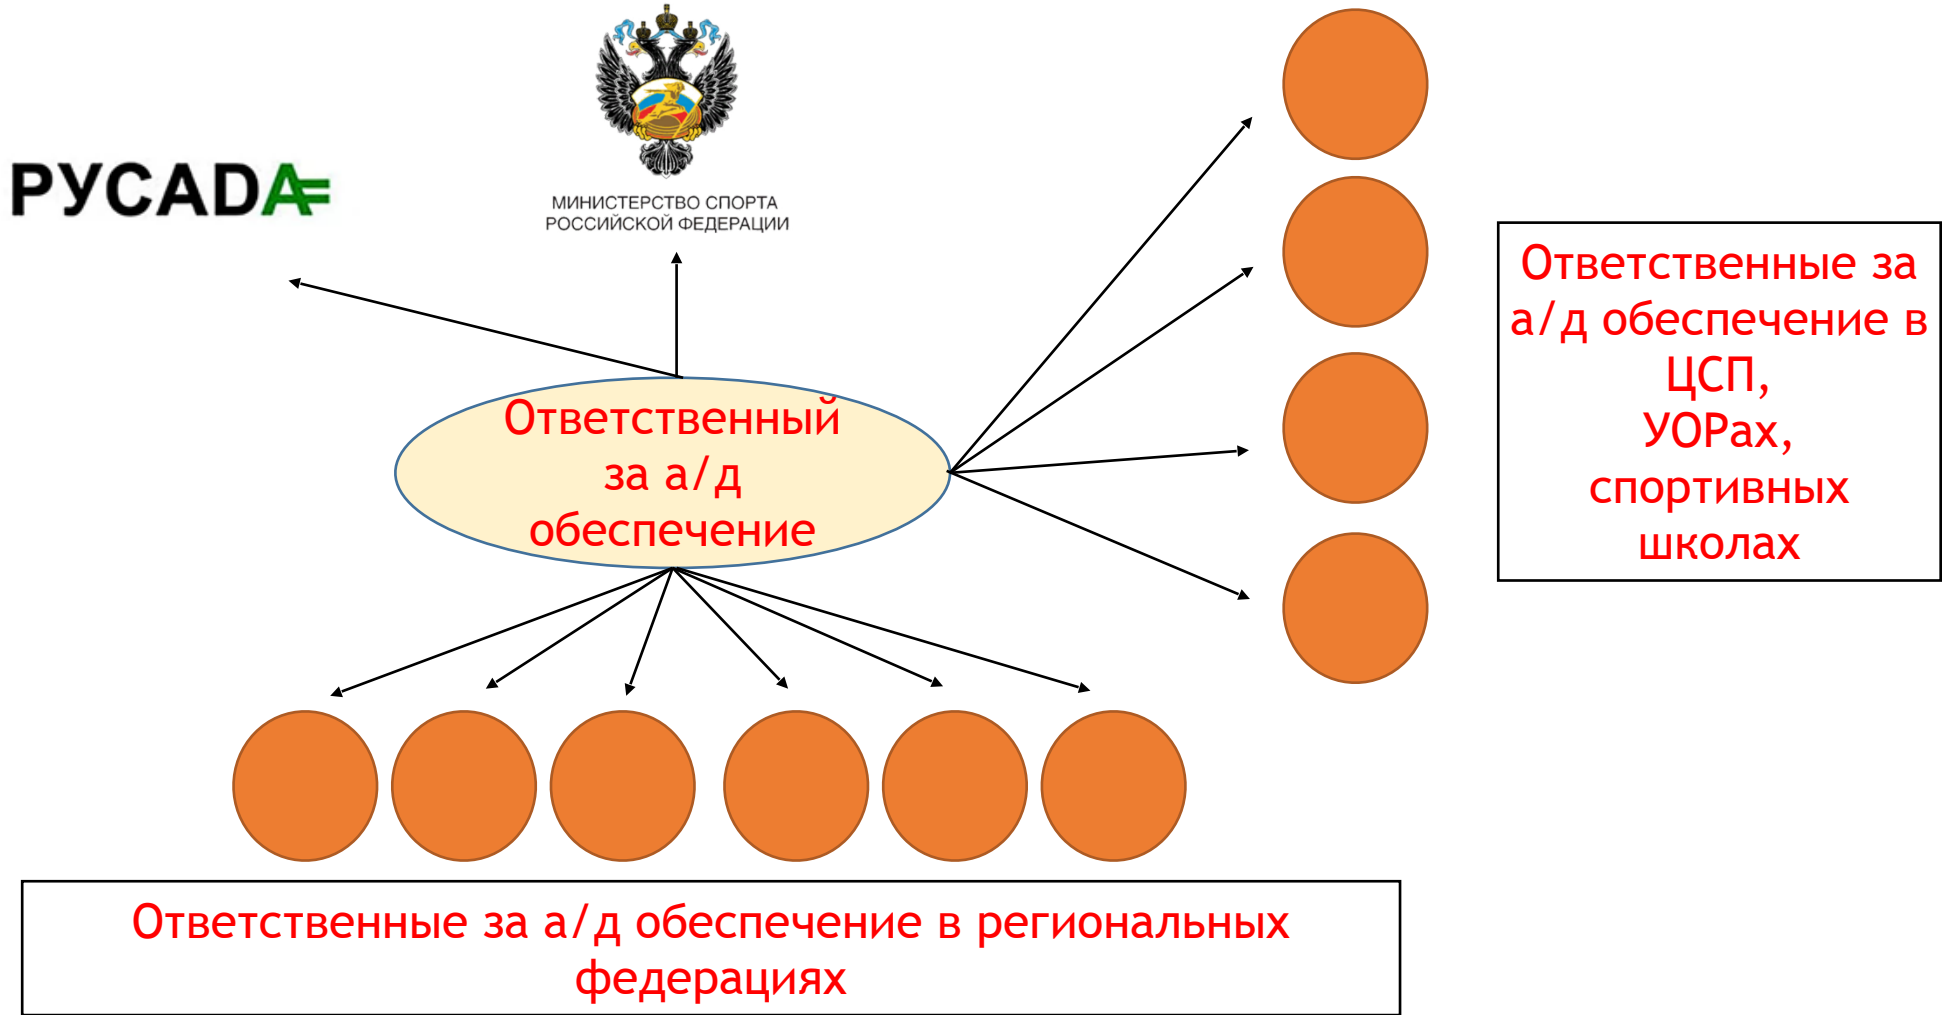 РУСАDA
МИНИСТЕРСТВО СПОРТА
РОССИЙСКОЙ ФЕДЕРАЦИИ
Ответственный
за а/д
обеспечение
Ответственные за
а/д обеспечение в
ЦСП,
УОРах,
спортивных
школах
Ответственные за а/д обеспечение в региональных
федерациях